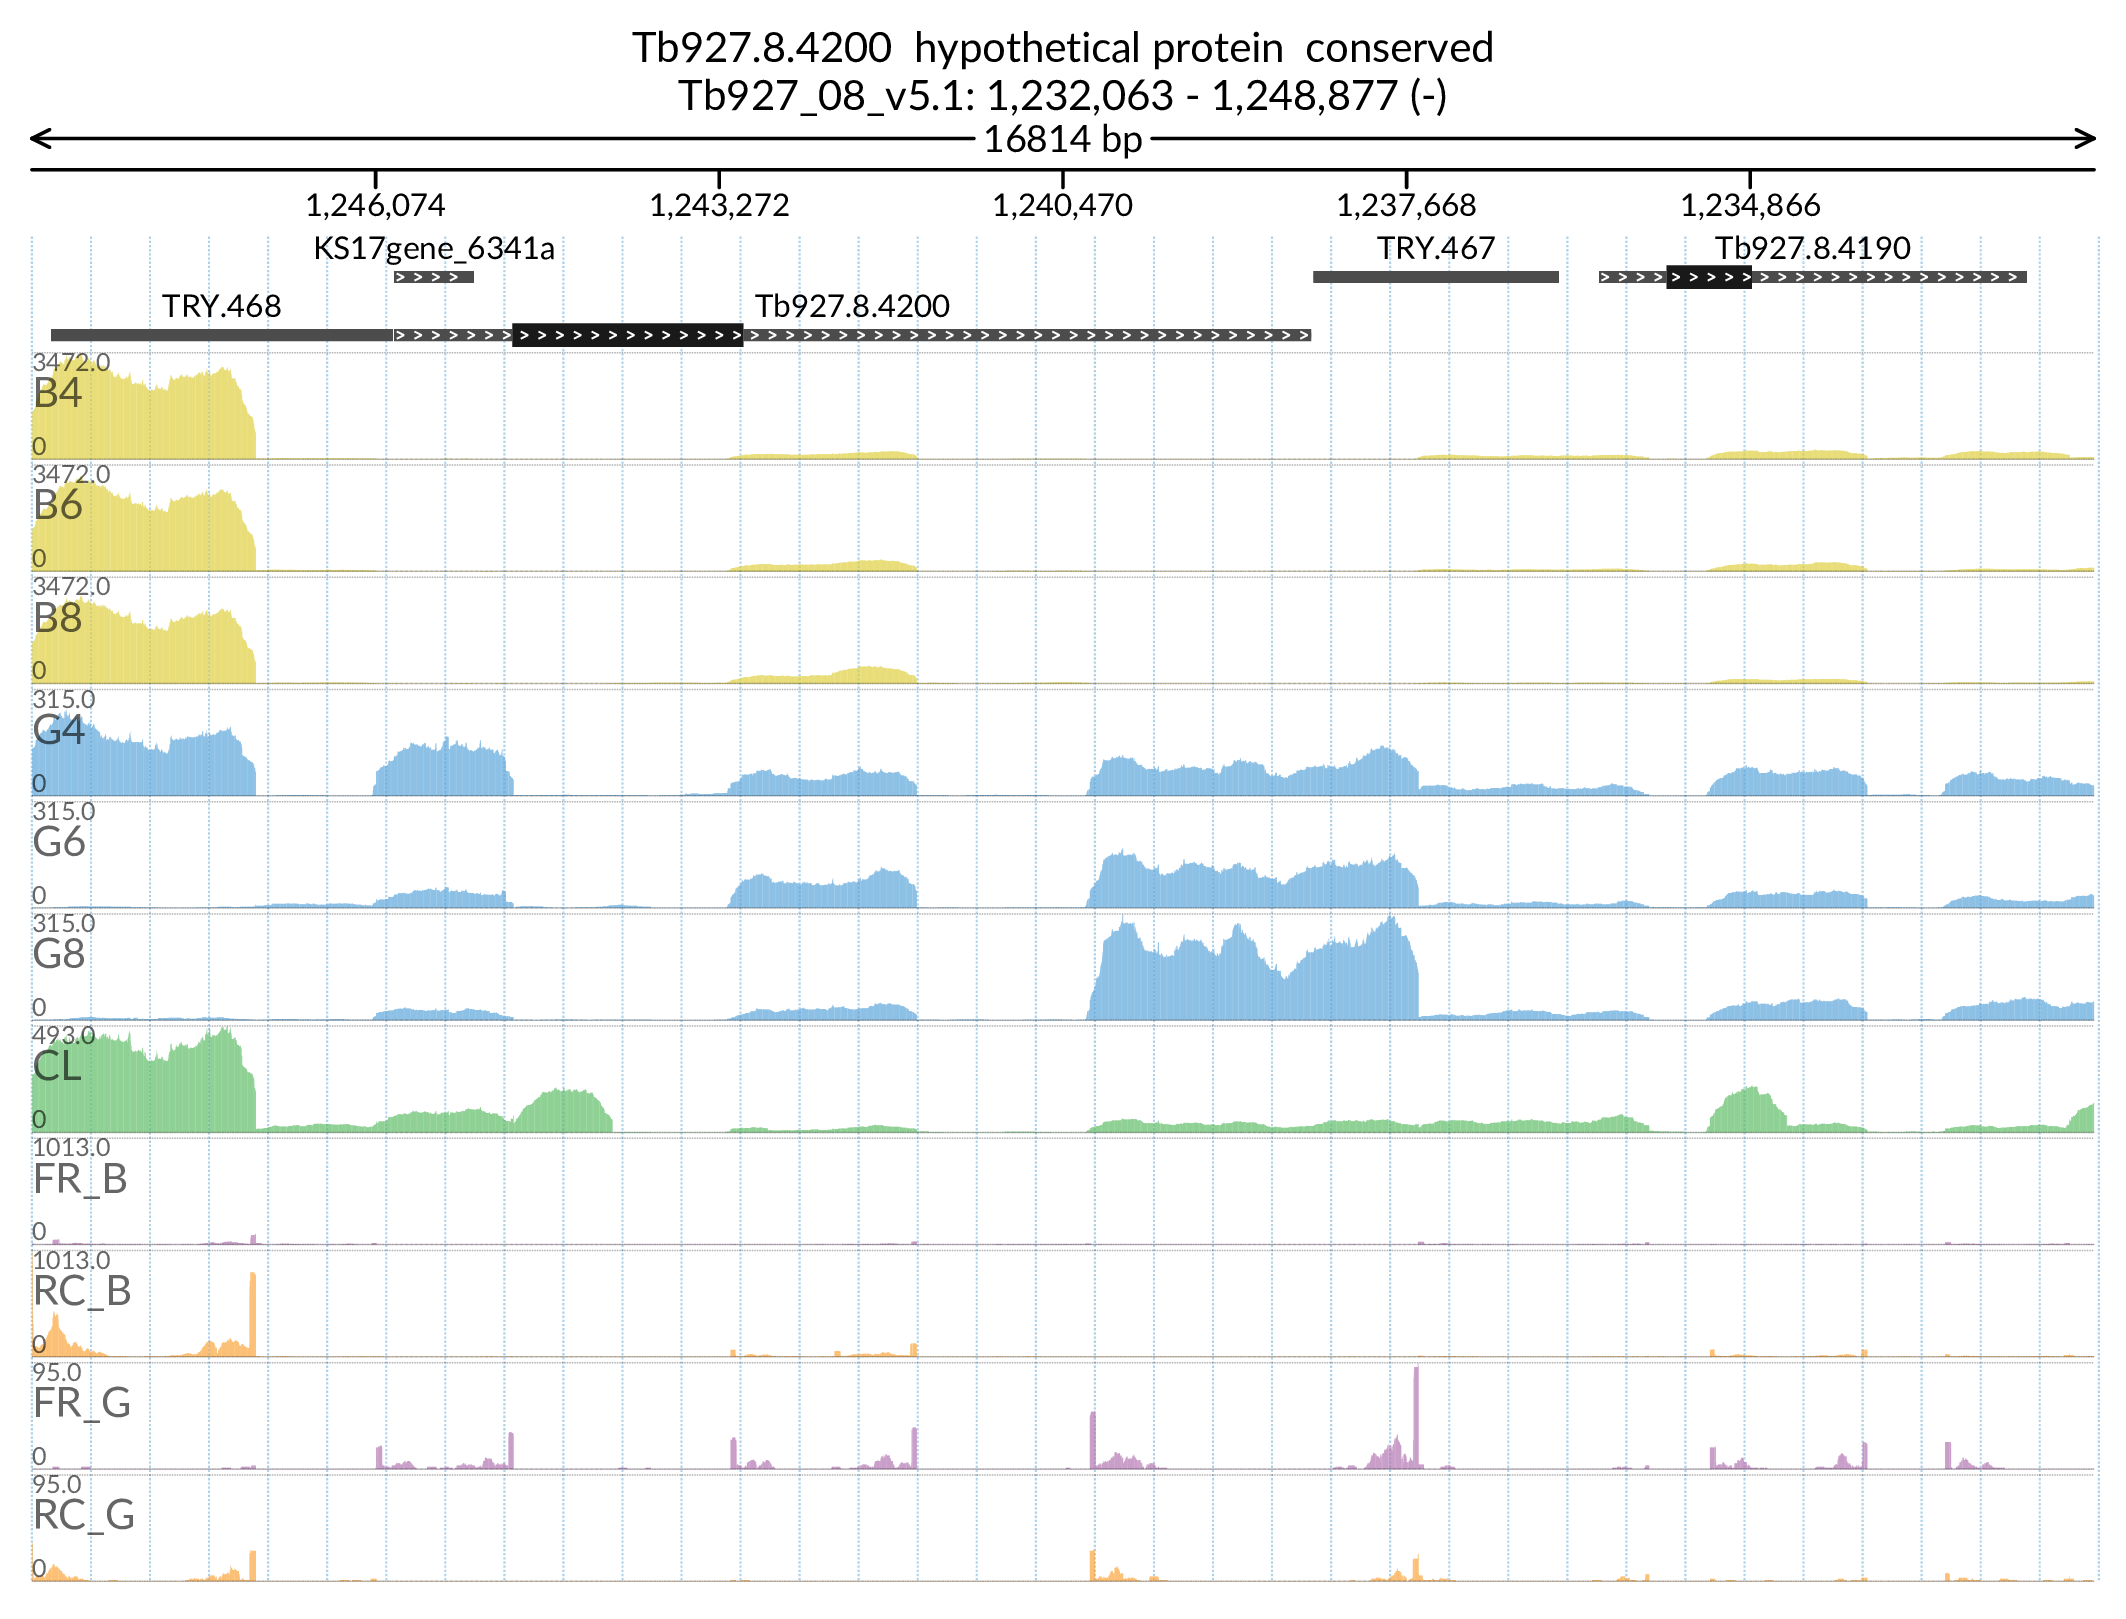 Tb927.8.4200 hypothetical protein conserved
Tb927_08_v5.1: 1,232,063 - 1,248,877 (-)
16814 bp
1,246,074 1,243,272 1,240,470 1,237,668 1,234,866
KS17gene_6341a TRY.467 Tb927.8.4190
TRY.468 Tb927.8.4200
3472.0
B4
0
3472.0
B6
0
3472.0
B8
0
315.0
G4
0
315.0
G6
0
315.0
G8
0
493.0
CL
0
1013.0
FR_B
0
1013.0
RC_B
0
95.0
FR_G
0
95.0
RC_G
0